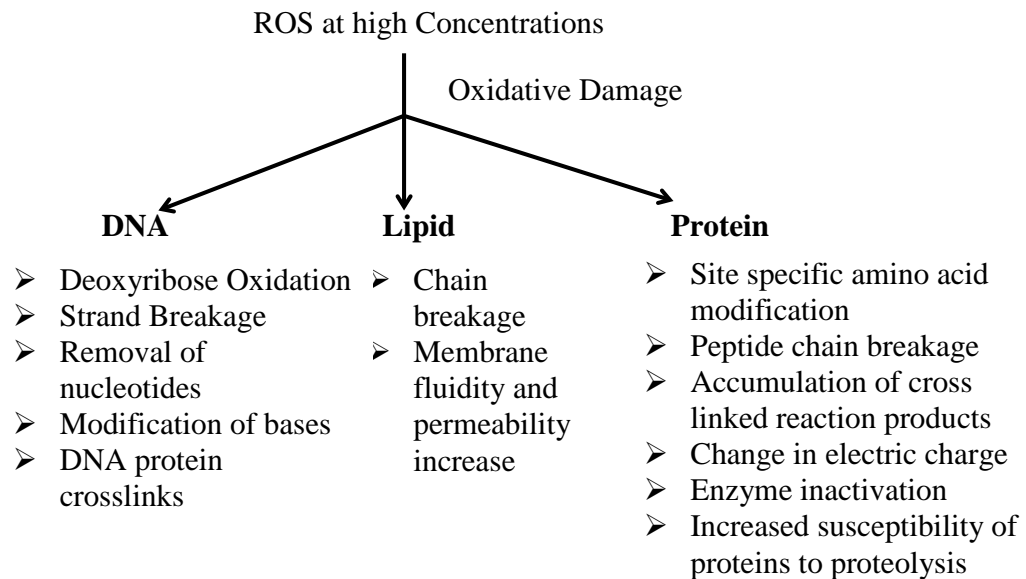 ROS at high Concentrations
Oxidative Damage
DNA
➢ Deoxyribose Oxidation
➢ Strand Breakage
➢ Removal of
nucleotides
➢ Modification of bases
➢ DNA protein
crosslinks
Lipid
➢ Chain
breakage
➢ Membrane
fluidity and
permeability
increase
Protein
➢ Site specific amino acid
modification
➢ Peptide chain breakage
➢ Accumulation of cross
linked reaction products
➢ Change in electric charge
➢ Enzyme inactivation
➢ Increased susceptibility of
proteins to proteolysis